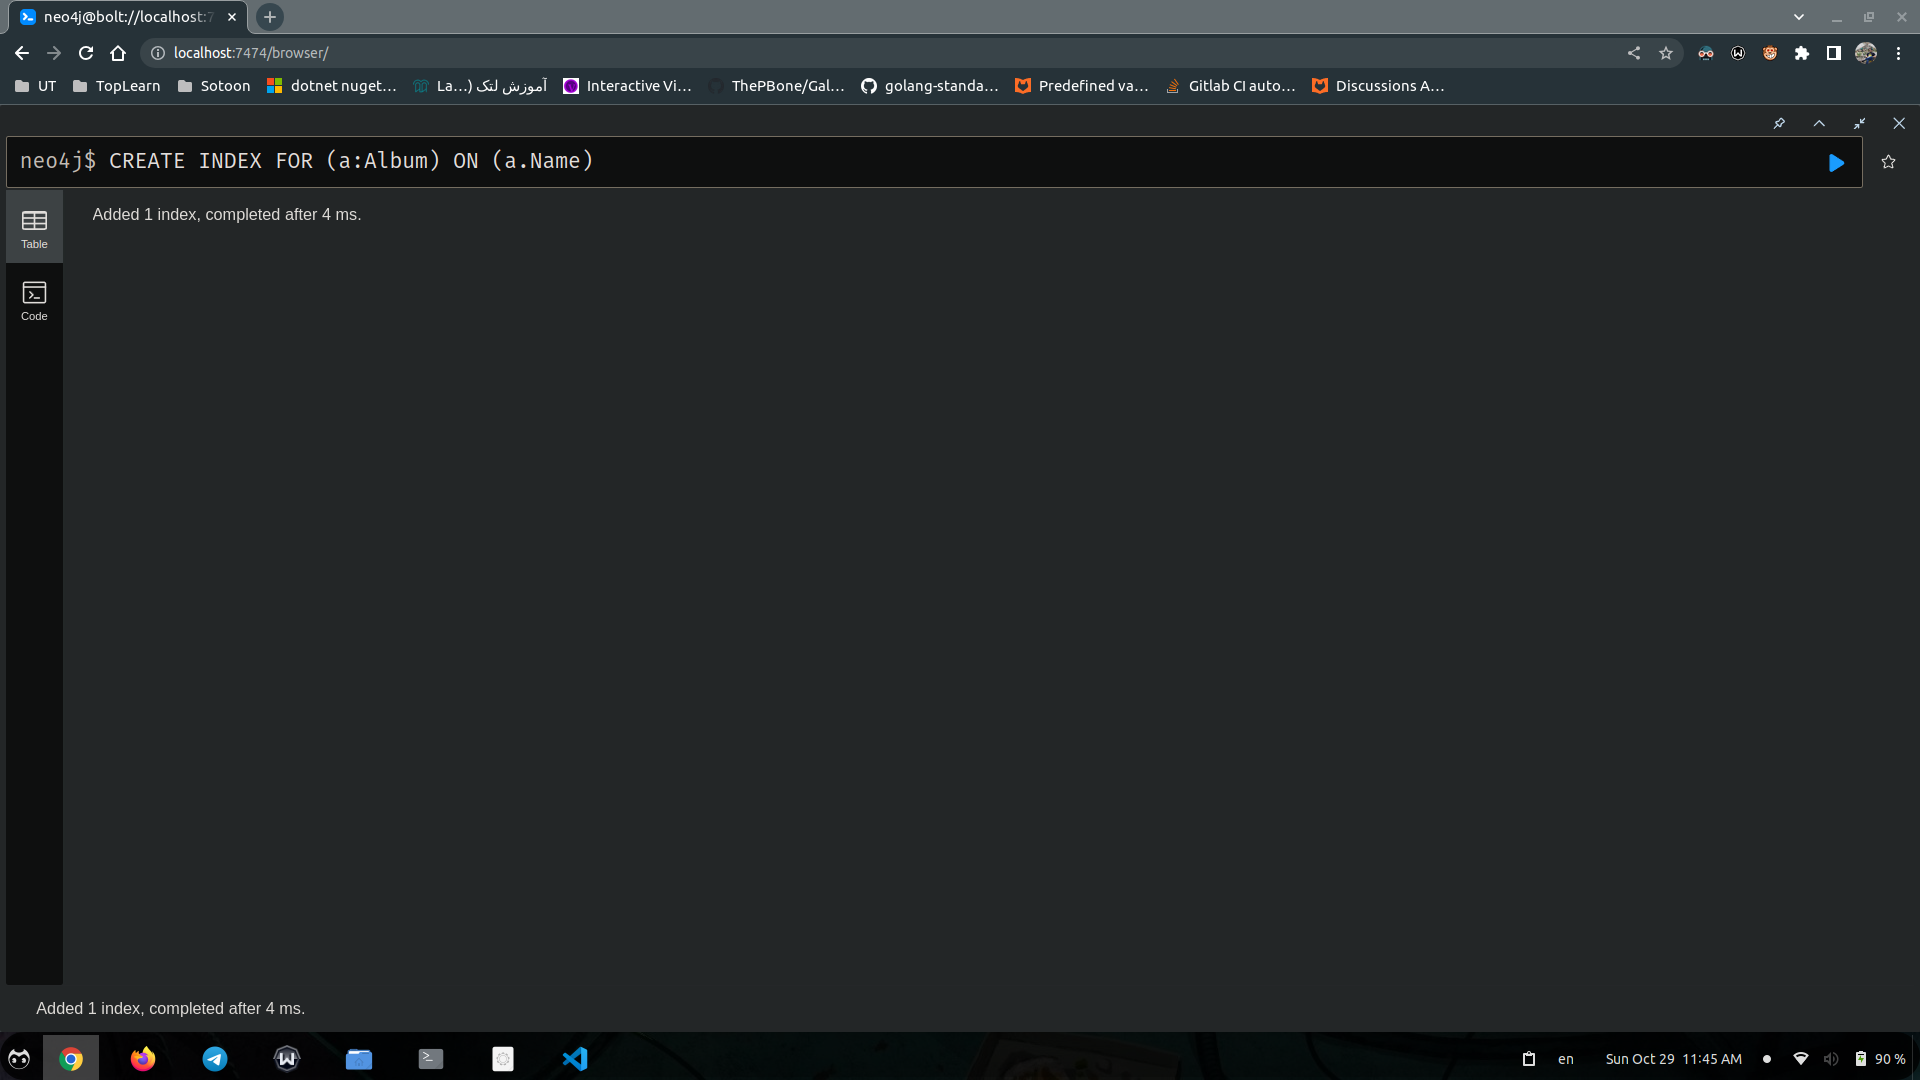 neo4j@bolt://localhost:7
localhost:7474/browser/
UT
TopLearn
Sotoon
dotnet nuget…
آموزش لتک (…La
Interactive Vi…
ThePBone/Gal…
golang-standa…
Predefined va…
Gitlab CI auto…
Discussions A…
neo4j$ CREATE INDEX FOR (a:Album) ON (a.Name)
Added 1 index, completed after 4 ms.
Table
Code
Added 1 index, completed after 4 ms.
en
Sun Oct 29 11:45 AM
90 %